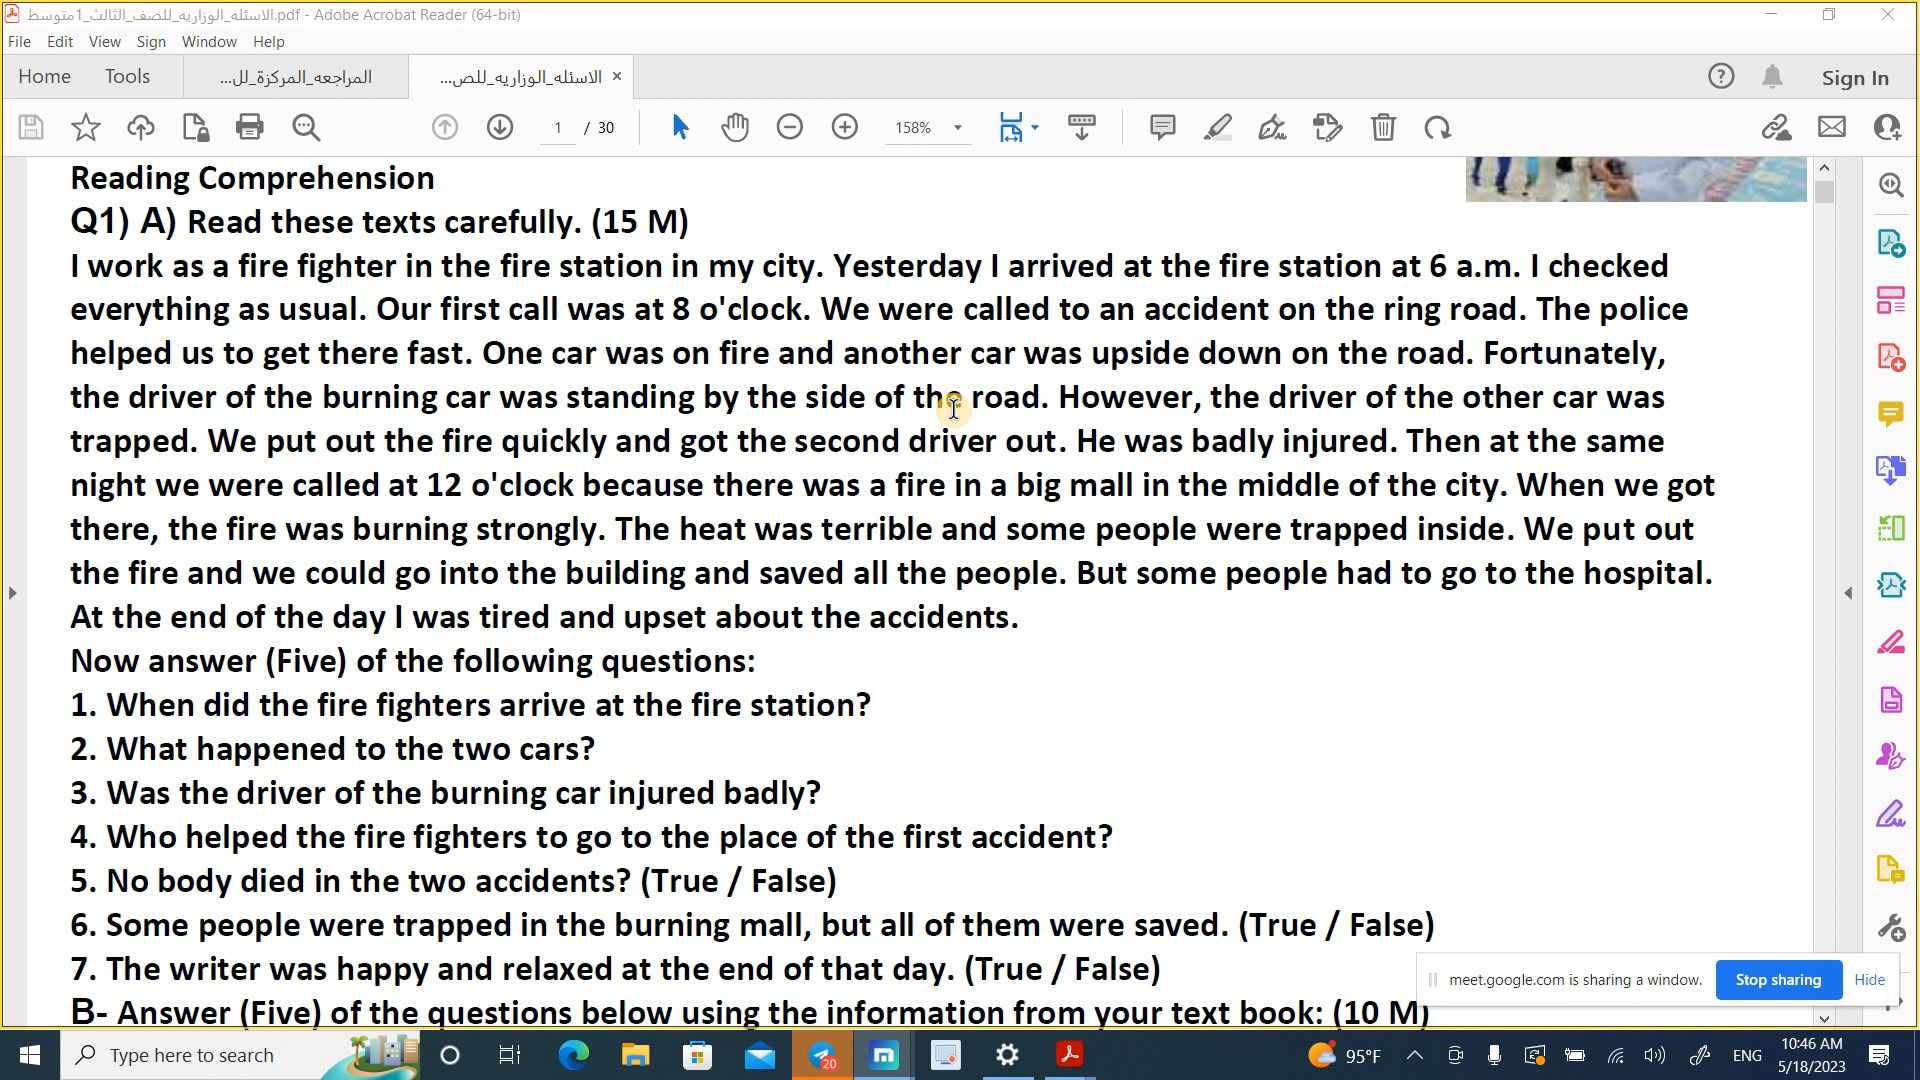 الاسئله_الوزاريه_للصف_الثالث_1متوسط.pdf - Adobe Acrobat Reader (64-bit)
File Edit View Sign Window Help
Home Tools المراجعه_المركزة_لل... الاسئله_الوزاريه_للص... × Sign In
1 / 30 158%
Reading Comprehension
Q1) A) Read these texts carefully. (15 M)
I work as a fire fighter in the fire station in my city. Yesterday I arrived at the fire station at 6 a.m. I checked
everything as usual. Our first call was at 8 o'clock. We were called to an accident on the ring road. The police
helped us to get there fast. One car was on fire and another car was upside down on the road. Fortunately,
the driver of the burning car was standing by the side of the road. However, the driver of the other car was
trapped. We put out the fire quickly and got the second driver out. He was badly injured. Then at the same
night we were called at 12 o'clock because there was a fire in a big mall in the middle of the city. When we got
there, the fire was burning strongly. The heat was terrible and some people were trapped inside. We put out
the fire and we could go into the building and saved all the people. But some people had to go to the hospital.
At the end of the day I was tired and upset about the accidents.
Now answer (Five) of the following questions:
1. When did the fire fighters arrive at the fire station?
2. What happened to the two cars?
3. Was the driver of the burning car injured badly?
4. Who helped the fire fighters to go to the place of the first accident?
5. No body died in the two accidents? (True / False)
6. Some people were trapped in the burning mall, but all of them were saved. (True / False)
7. The writer was happy and relaxed at the end of that day. (True / False)
meet.google.com is sharing a window. Stop sharing Hide
B- Answer (Five) of the questions below using the information from your text book: (10 M)
Type here to search 20 95°F ENG 10:46 AM
5/18/2023